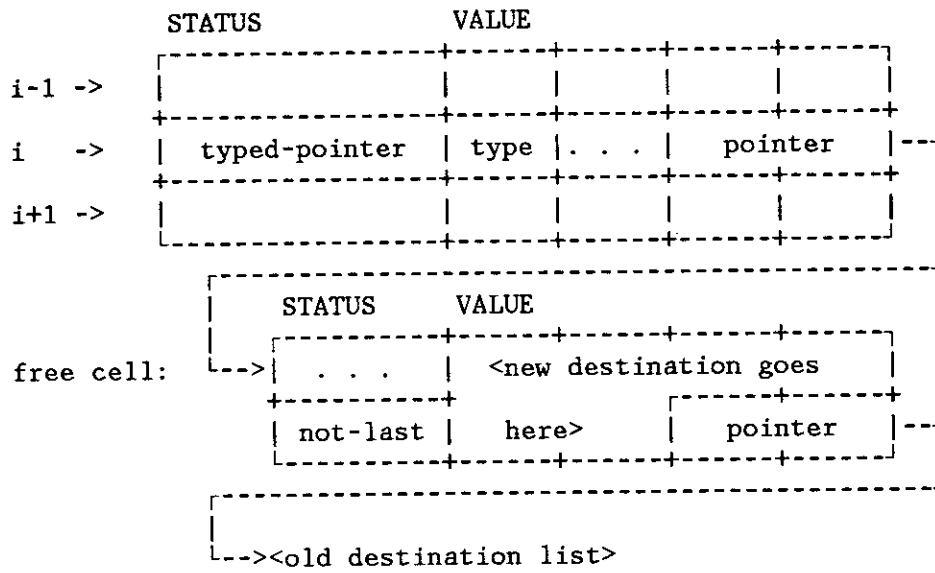 STATUS VALUE
i-1 ->
i -> typed-pointer type . . . pointer
i+1 ->
STATUS VALUE
free cell: . . . <new destination goes
not-last here> pointer
<old destination list>